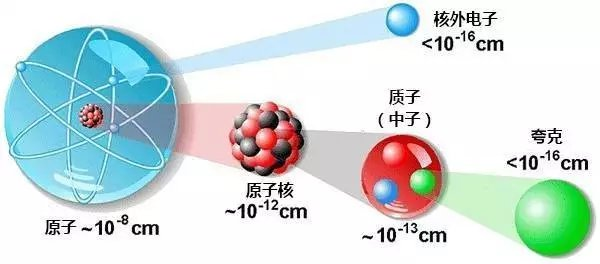 核外电子
<10⁻¹⁶cm
质子
（中子）
夸克
<10⁻¹⁶cm
原子核
~10⁻¹²cm
原子 ~10⁻⁸cm
~10⁻¹³cm